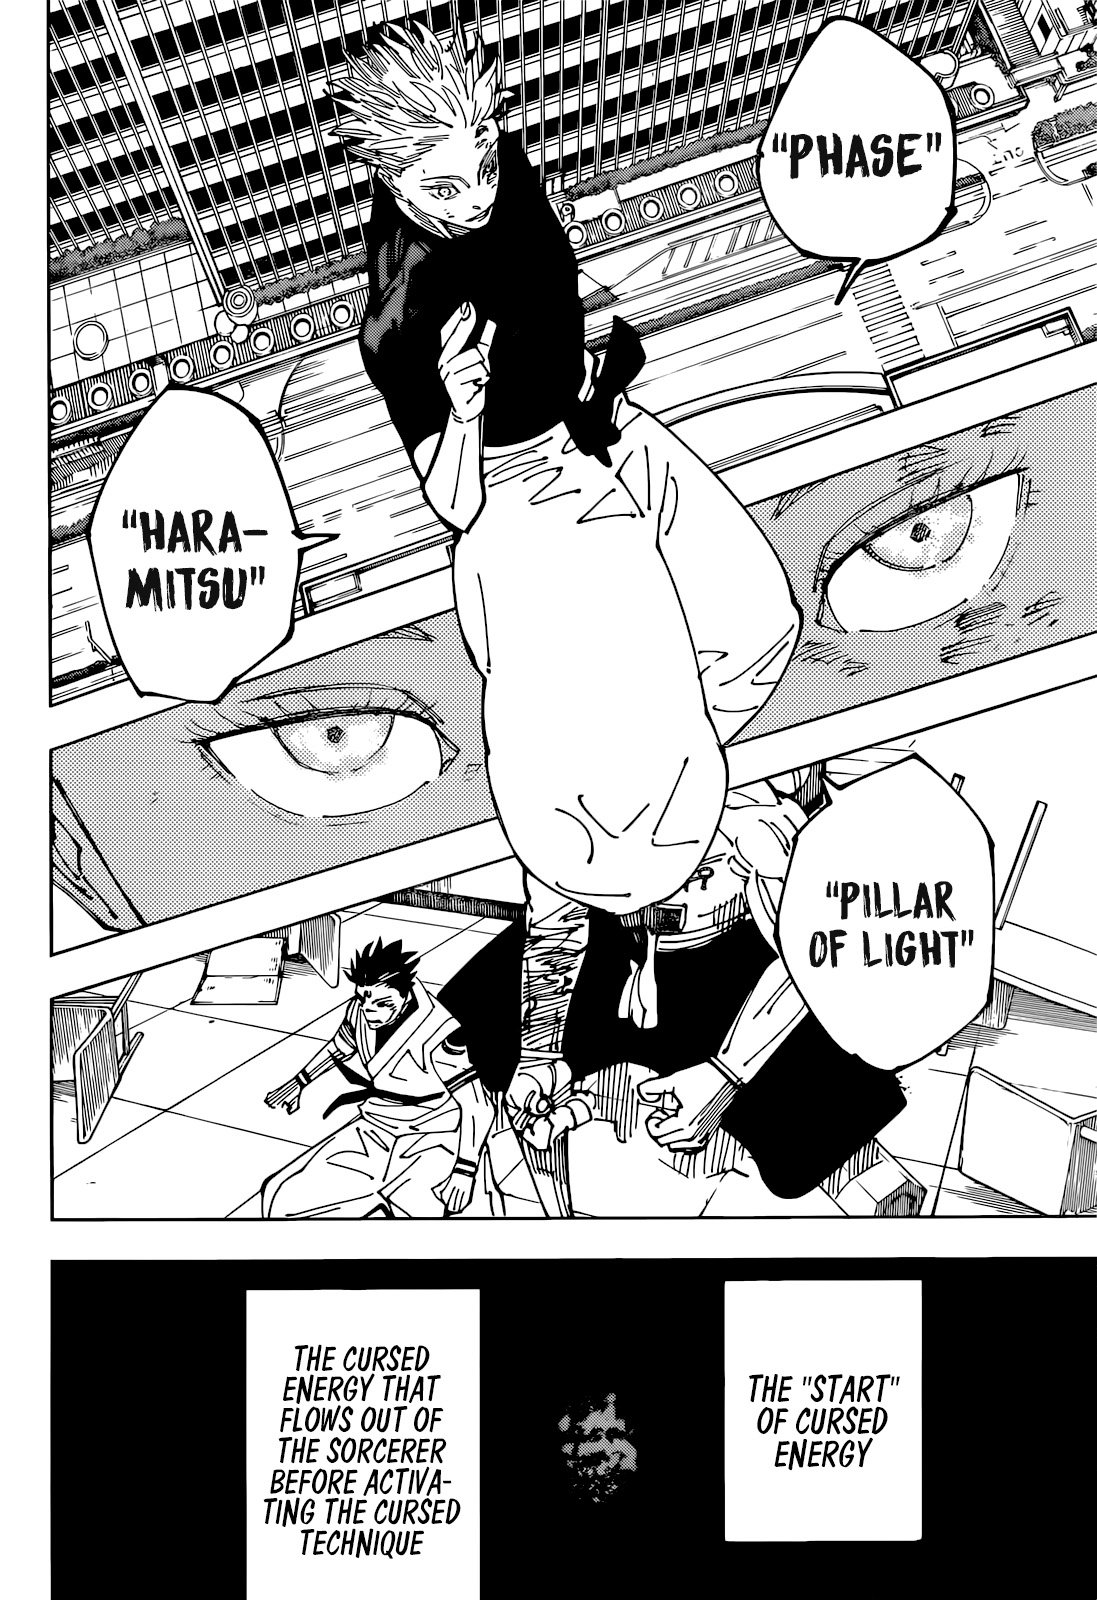 "PHASE"
"HARA-
MITSU"
"PILLAR
OF LIGHT"
THE "START"
OF CURSED
ENERGY
THE CURSED
ENERGY THAT
FLOWS OUT OF
THE SORCERER
BEFORE ACTIVA-
TING THE CURSED
TECHNIQUE